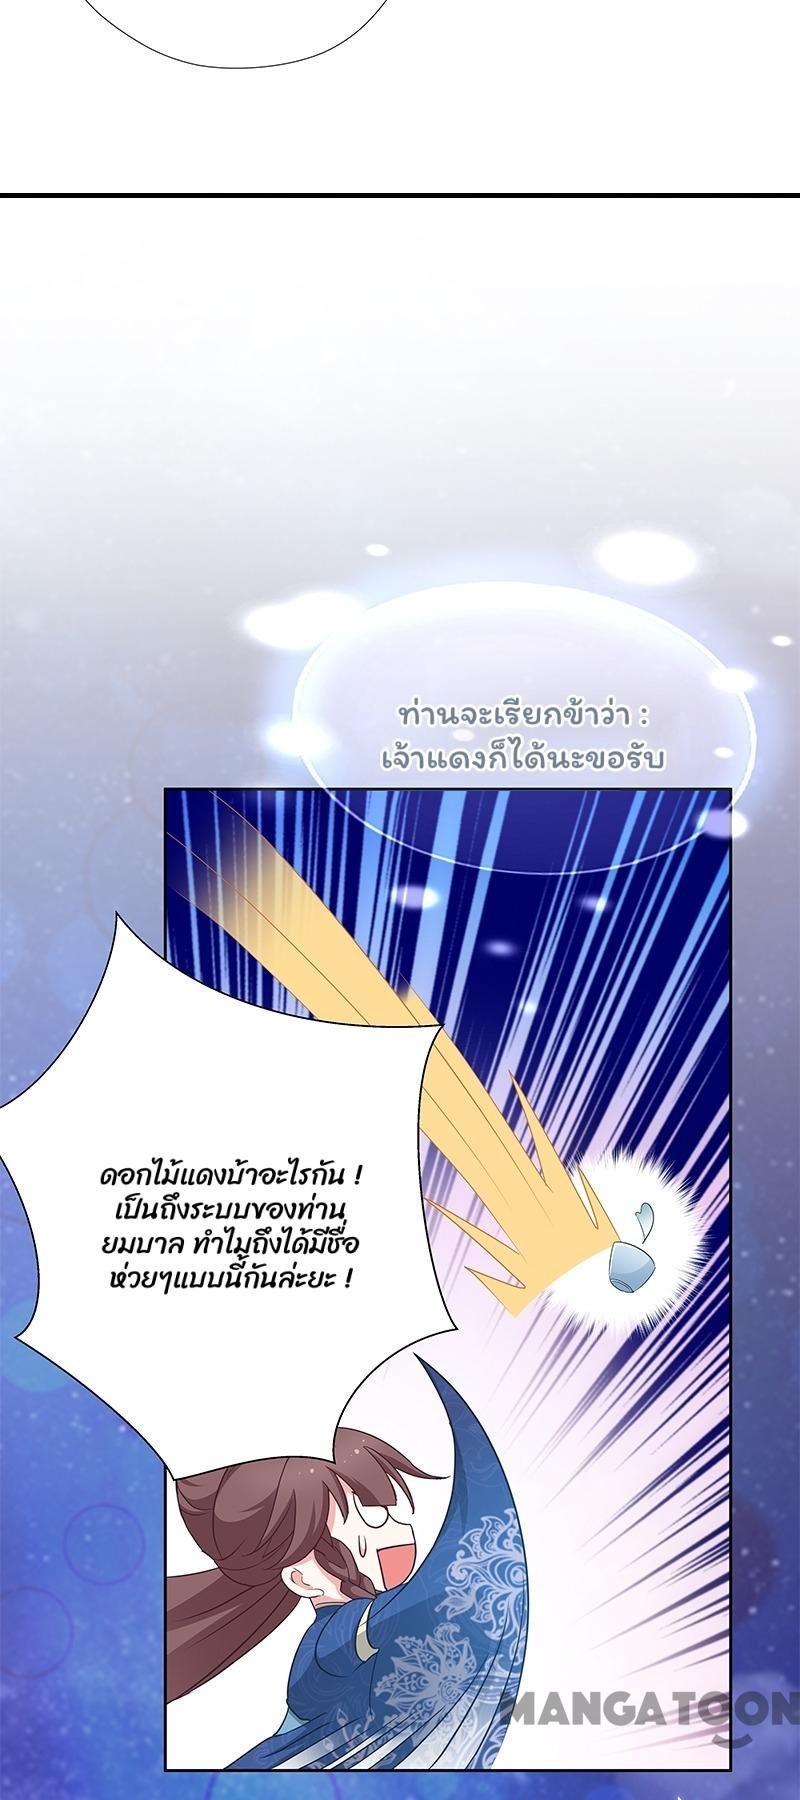 ท่านจะเรียกข้าว่า :
เจ้าแดงก็ได้นะขอรับ
ดอกไม้แดงบ้าอะไรกัน !
เป็นถึงระบบของท่าน
ยมบาล ทำไมถึงได้มีชื่อ
ห่วยๆแบบนี้กันล่ะยะ !
MANGATOON